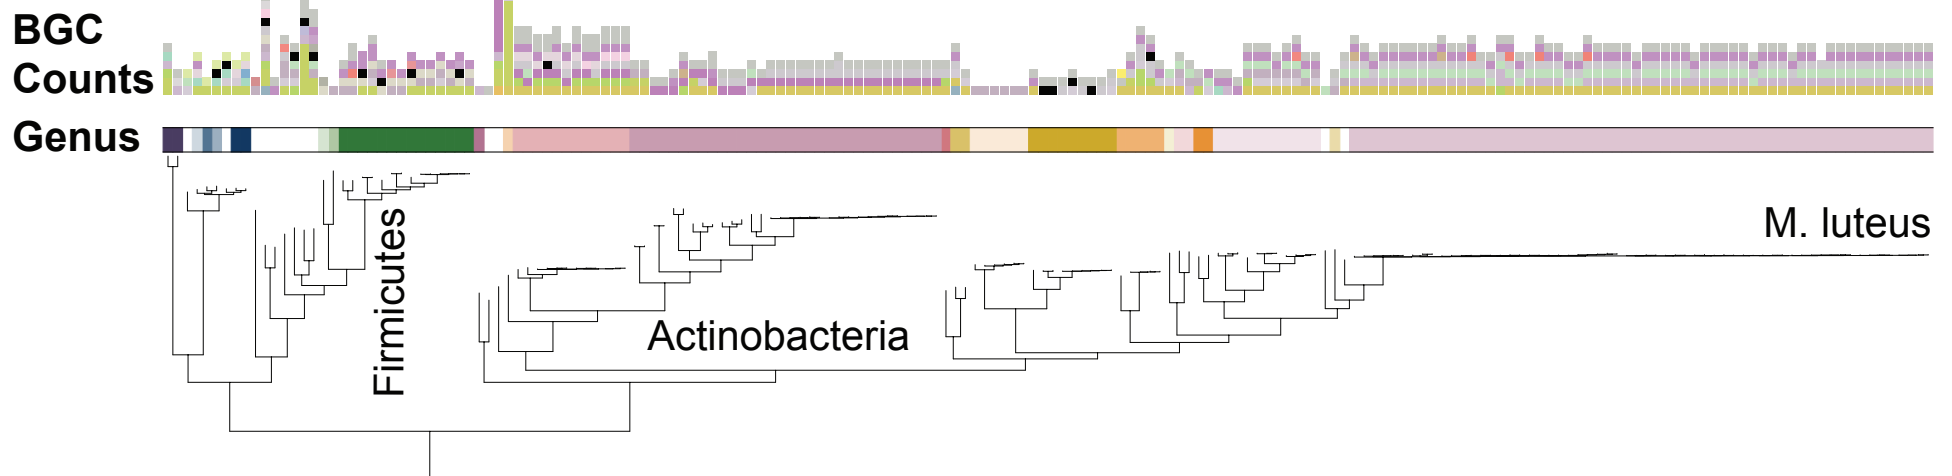 BGC
Counts
Genus
Firmicutes
Actinobacteria
M. luteus